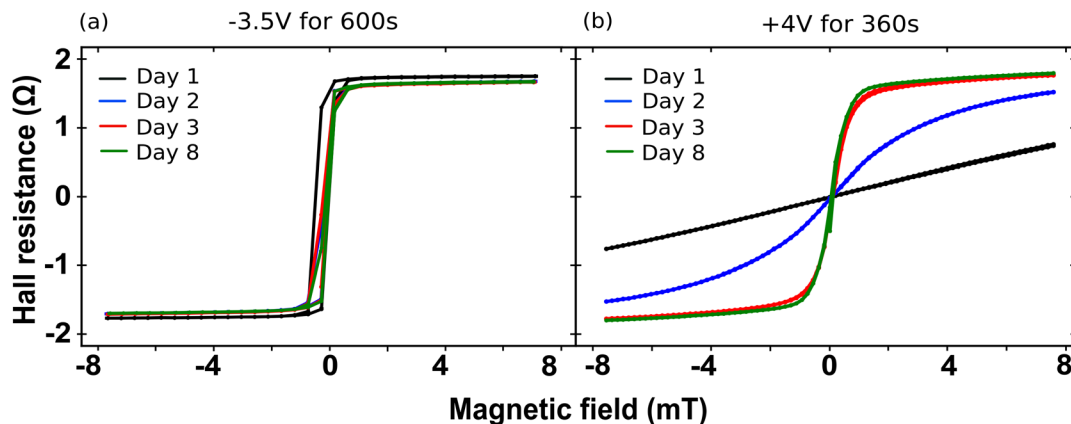 (a) -3.5V for 600s
(b) +4V for 360s
Hall resistance (Ω)
2
1
0
-1
-2
Day 1
Day 2
Day 3
Day 8
Day 1
Day 2
Day 3
Day 8
-8 -4 0 4 -8 -4 0 4 8
Magnetic field (mT)